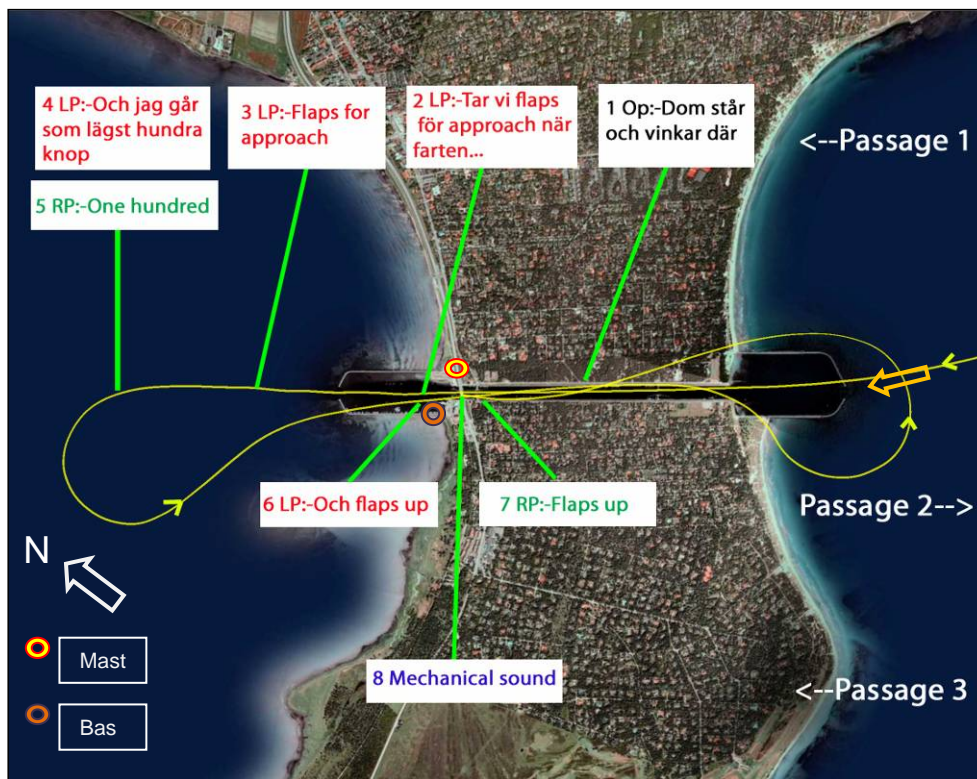 4 LP:-Och jag går
som lägst hundra
knop
3 LP:-Flaps for
approach
2 LP:-Tar vi flaps
för approach när
farten...
1 Op:-Dom står
och vinkar där
<--Passage 1
5 RP:-One hundred
6 LP:-Och flaps up
7 RP:-Flaps up
Passage 2-->
N
Mast
8 Mechanical sound
<--Passage 3
Bas